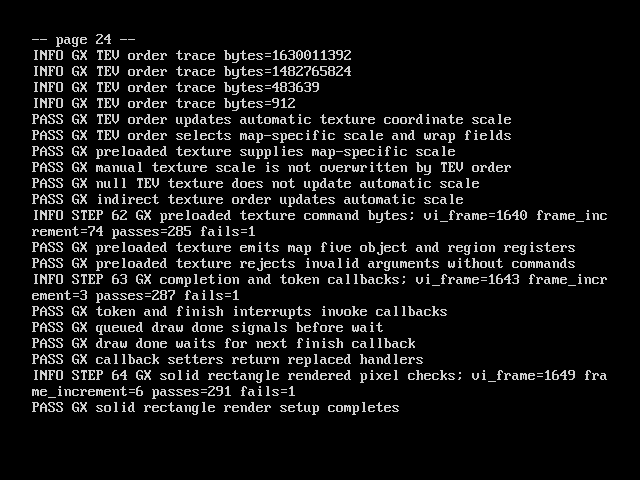 -- page 24 --
INFO GX TEV order trace bytes=1630011392
INFO GX TEV order trace bytes=1482765824
INFO GX TEV order trace bytes=483639
INFO GX TEV order trace bytes=912
PASS GX TEV order updates automatic texture coordinate scale
PASS GX TEV order selects map-specific scale and wrap fields
PASS GX preloaded texture supplies map-specific scale
PASS GX manual texture scale is not overwritten by TEV order
PASS GX null TEV texture does not update automatic scale
PASS GX indirect texture order updates automatic scale
INFO STEP 62 GX preloaded texture command bytes; vi_frame=1640 frame_inc
rement=74 passes=285 fails=1
PASS GX preloaded texture emits map five object and region registers
PASS GX preloaded texture rejects invalid arguments without commands
INFO STEP 63 GX completion and token callbacks; vi_frame=1643 frame_incr
ement=3 passes=287 fails=1
PASS GX token and finish interrupts invoke callbacks
PASS GX queued draw done signals before wait
PASS GX draw done waits for next finish callback
PASS GX callback setters return replaced handlers
INFO STEP 64 GX solid rectangle rendered pixel checks; vi_frame=1649 fra
me_increment=6 passes=291 fails=1
PASS GX solid rectangle render setup completes